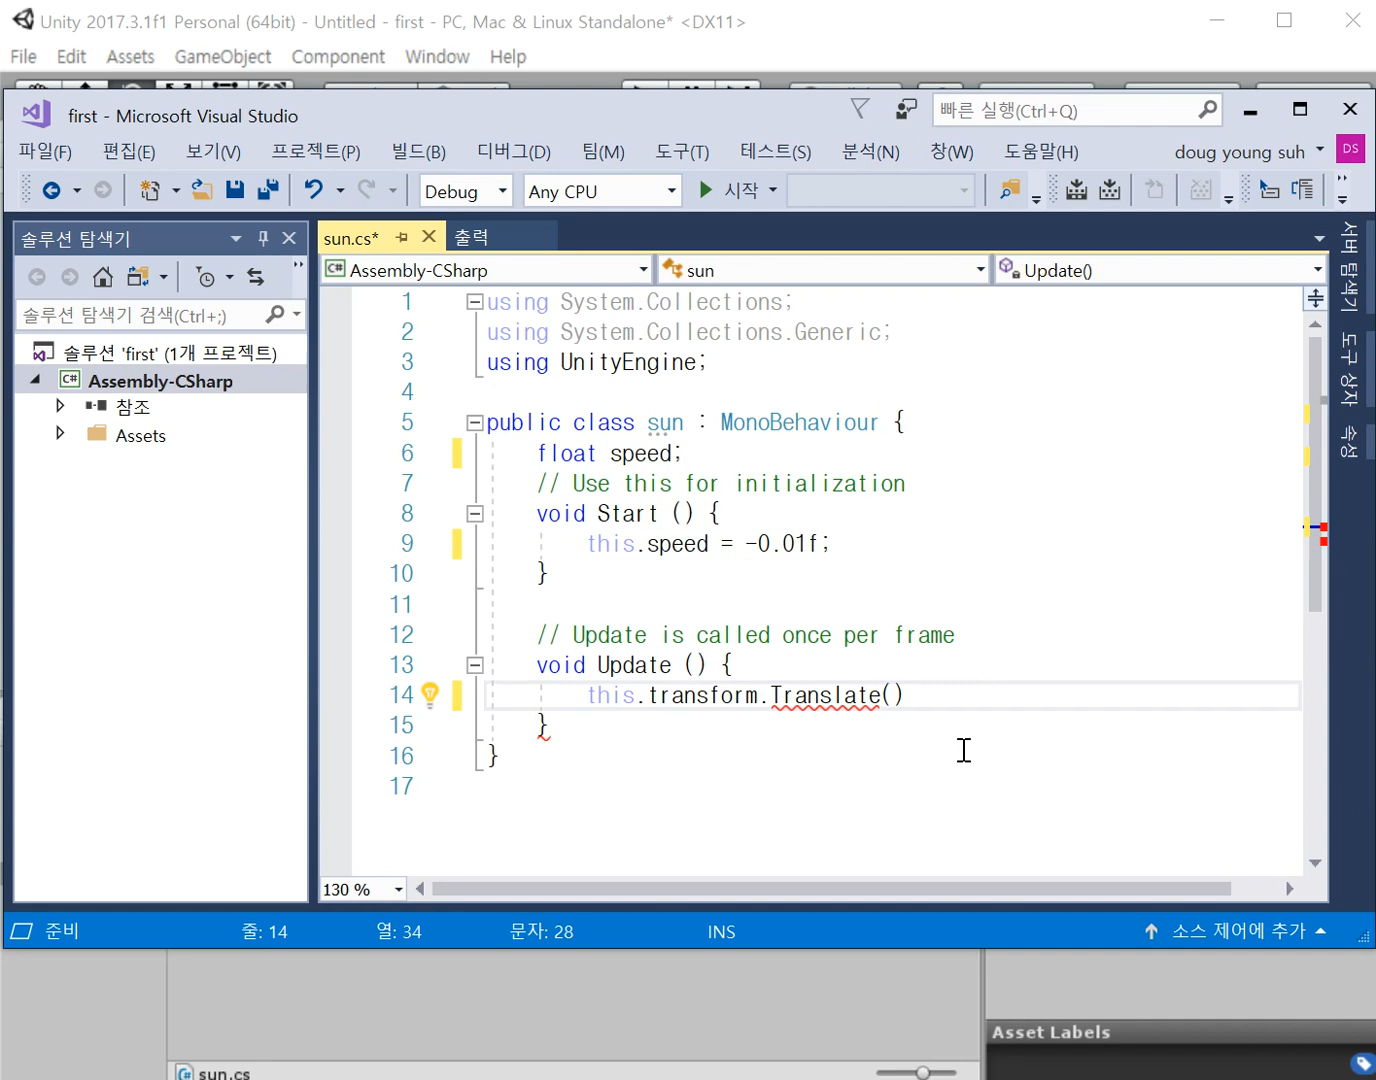 Unity 2017.3.1f1 Personal (64bit) - Untitled - first - PC, Mac & Linux Standalone* <DX11>
File Edit Assets GameObject Component Window Help
first - Microsoft Visual Studio
빠른 실행(Ctrl+Q)
파일(F) 편집(E) 보기(V) 프로젝트(P) 빌드(B) 디버그(D) 팀(M) 도구(T) 테스트(S) 분석(N) 창(W) 도움말(H) doug young suh DS
Debug Any CPU 시작
솔루션 탐색기
솔루션 탐색기 검색(Ctrl+;)
솔루션 'first' (1개 프로젝트)
C# Assembly-CSharp
참조
Assets
sun.cs* 출력
C# Assembly-CSharp sun Update()
1 using System.Collections;
2 using System.Collections.Generic;
3 using UnityEngine;
4
5 public class sun : MonoBehaviour {
6 float speed;
7 // Use this for initialization
8 void Start () {
9 this.speed = -0.01f;
10 }
11
12 // Update is called once per frame
13 void Update () {
14 this.transform.Translate()
15 }
16 }
17
서버 탐색기
도구 상자
속성
130 %
준비 줄: 14 열: 34 문자: 28 INS 소스 제어에 추가
Asset Labels
sun.cs